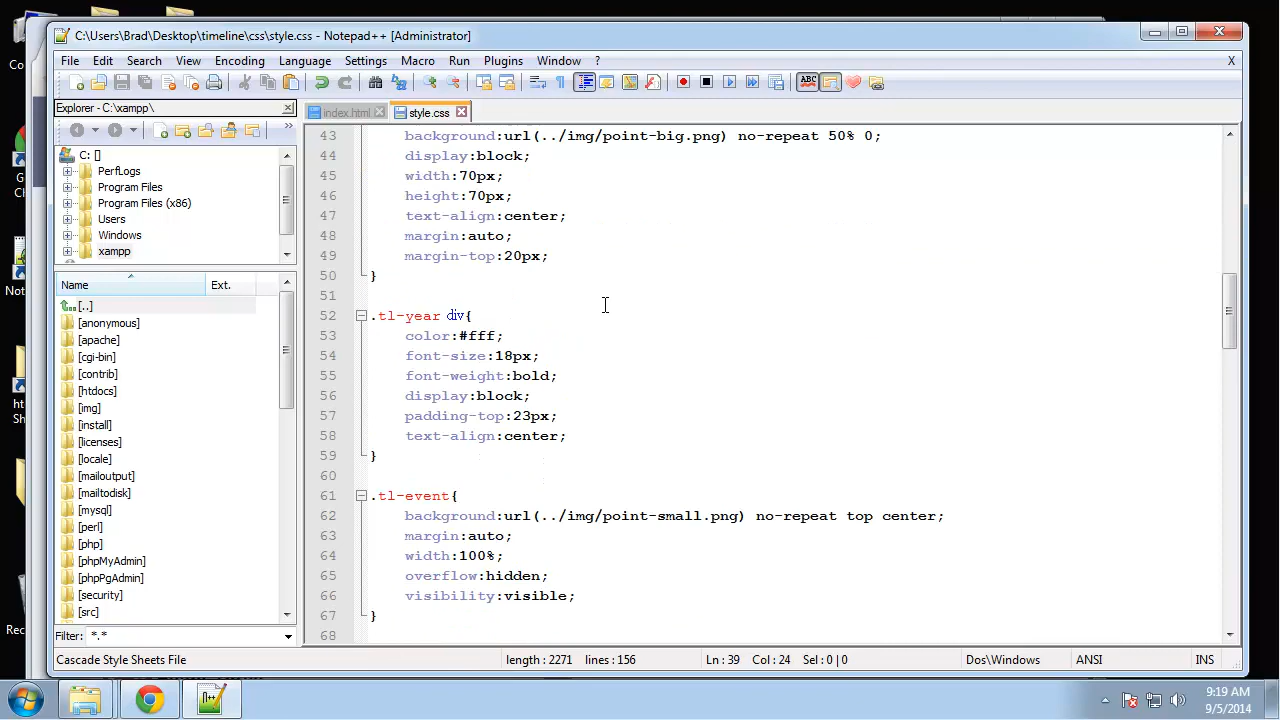 C:\Users\Brad\Desktop\timeline\css\style.css - Notepad++ [Administrator]
File Edit Search View Encoding Language Settings Macro Run Plugins Window ? X
Explorer - C:\xampp\
index.html style.css
C: []
PerfLogs
Program Files
Program Files (x86)
Users
Windows
xampp
Name Ext.
[..]
[anonymous]
[apache]
[cgi-bin]
[contrib]
[htdocs]
[img]
[install]
[licenses]
[locale]
[mailoutput]
[mailtodisk]
[mysql]
[perl]
[php]
[phpMyAdmin]
[phpPgAdmin]
[security]
[src]
Filter: *.*
43 background:url(../img/point-big.png) no-repeat 50% 0;
44 display:block;
45 width:70px;
46 height:70px;
47 text-align:center;
48 margin:auto;
49 margin-top:20px;
50 }
51
52 .tl-year div{
53 color:#fff;
54 font-size:18px;
55 font-weight:bold;
56 display:block;
57 padding-top:23px;
58 text-align:center;
59 }
60
61 .tl-event{
62 background:url(../img/point-small.png) no-repeat top center;
63 margin:auto;
64 width:100%;
65 overflow:hidden;
66 visibility:visible;
67 }
68
Cascade Style Sheets File length : 2271 lines : 156 Ln : 39 Col : 24 Sel : 0 | 0 Dos\Windows ANSI INS
9:19 AM
9/5/2014